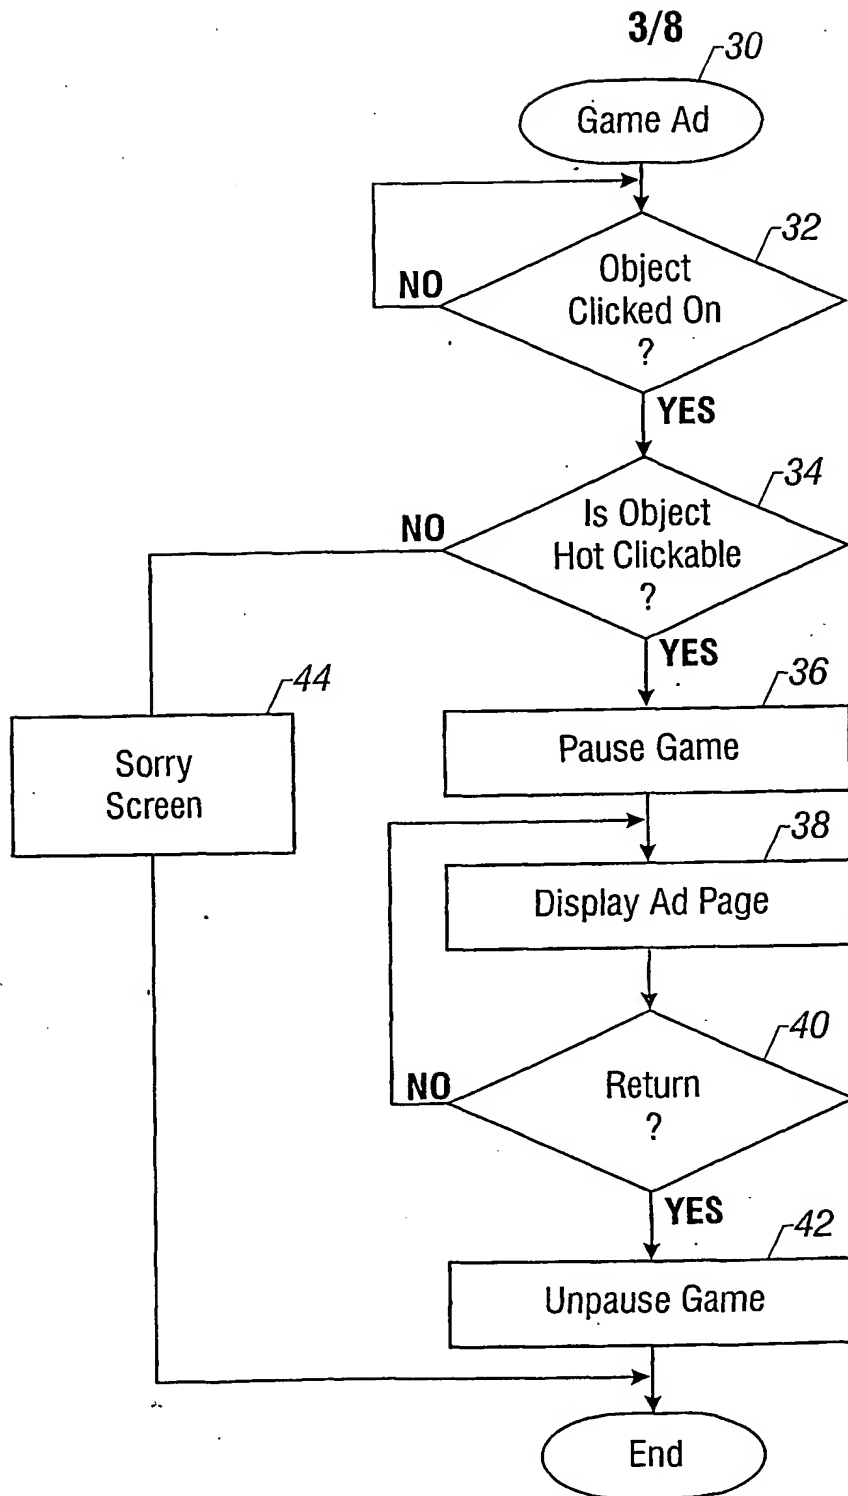 3/8
30
Game Ad
32
Object
Clicked On
?
NO
YES
34
Is Object
Hot Clickable
?
NO
YES
44
Sorry
Screen
36
Pause Game
38
Display Ad Page
40
Return
?
NO
YES
42
Unpause Game
End